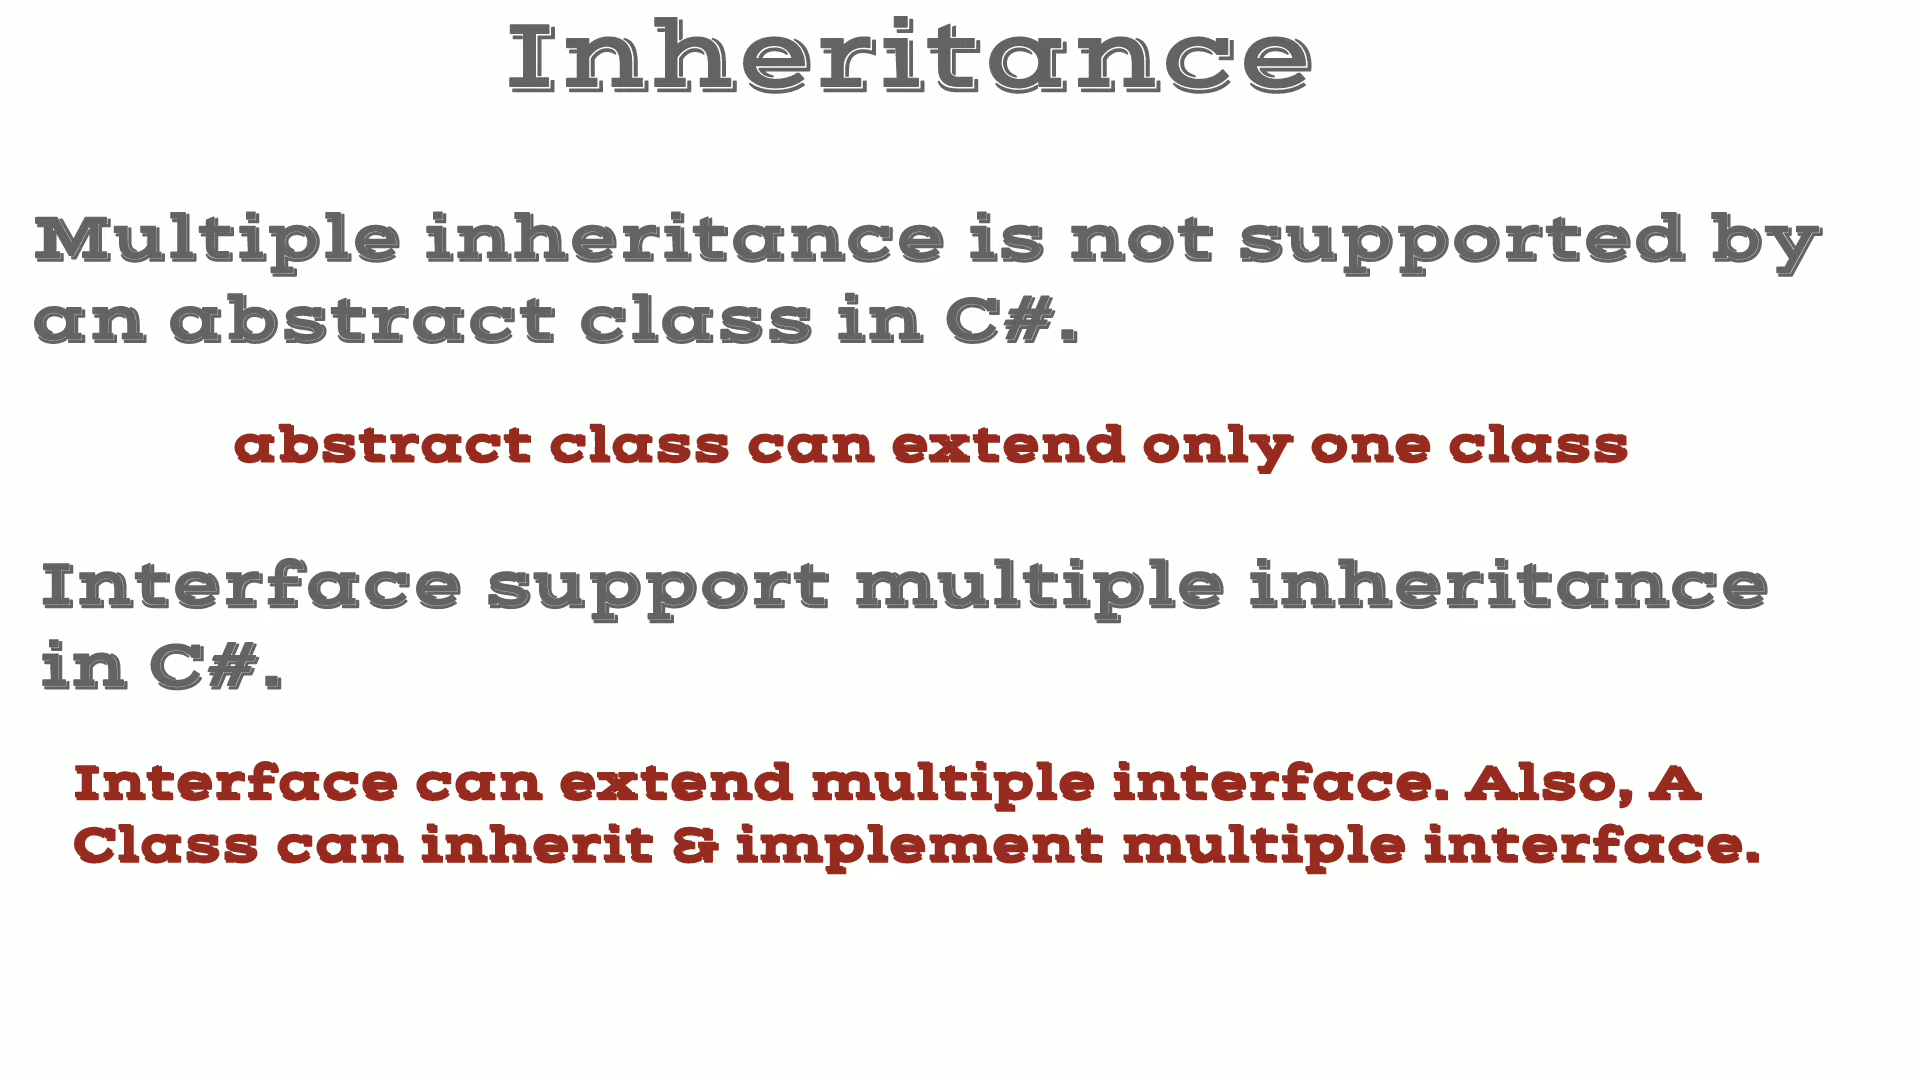 Inheritance
Multiple inheritance is not supported by
an abstract class in C#.
abstract class can extend only one class
Interface support multiple inheritance
in C#.
Interface can extend multiple interface. Also, A
Class can inherit & implement multiple interface.